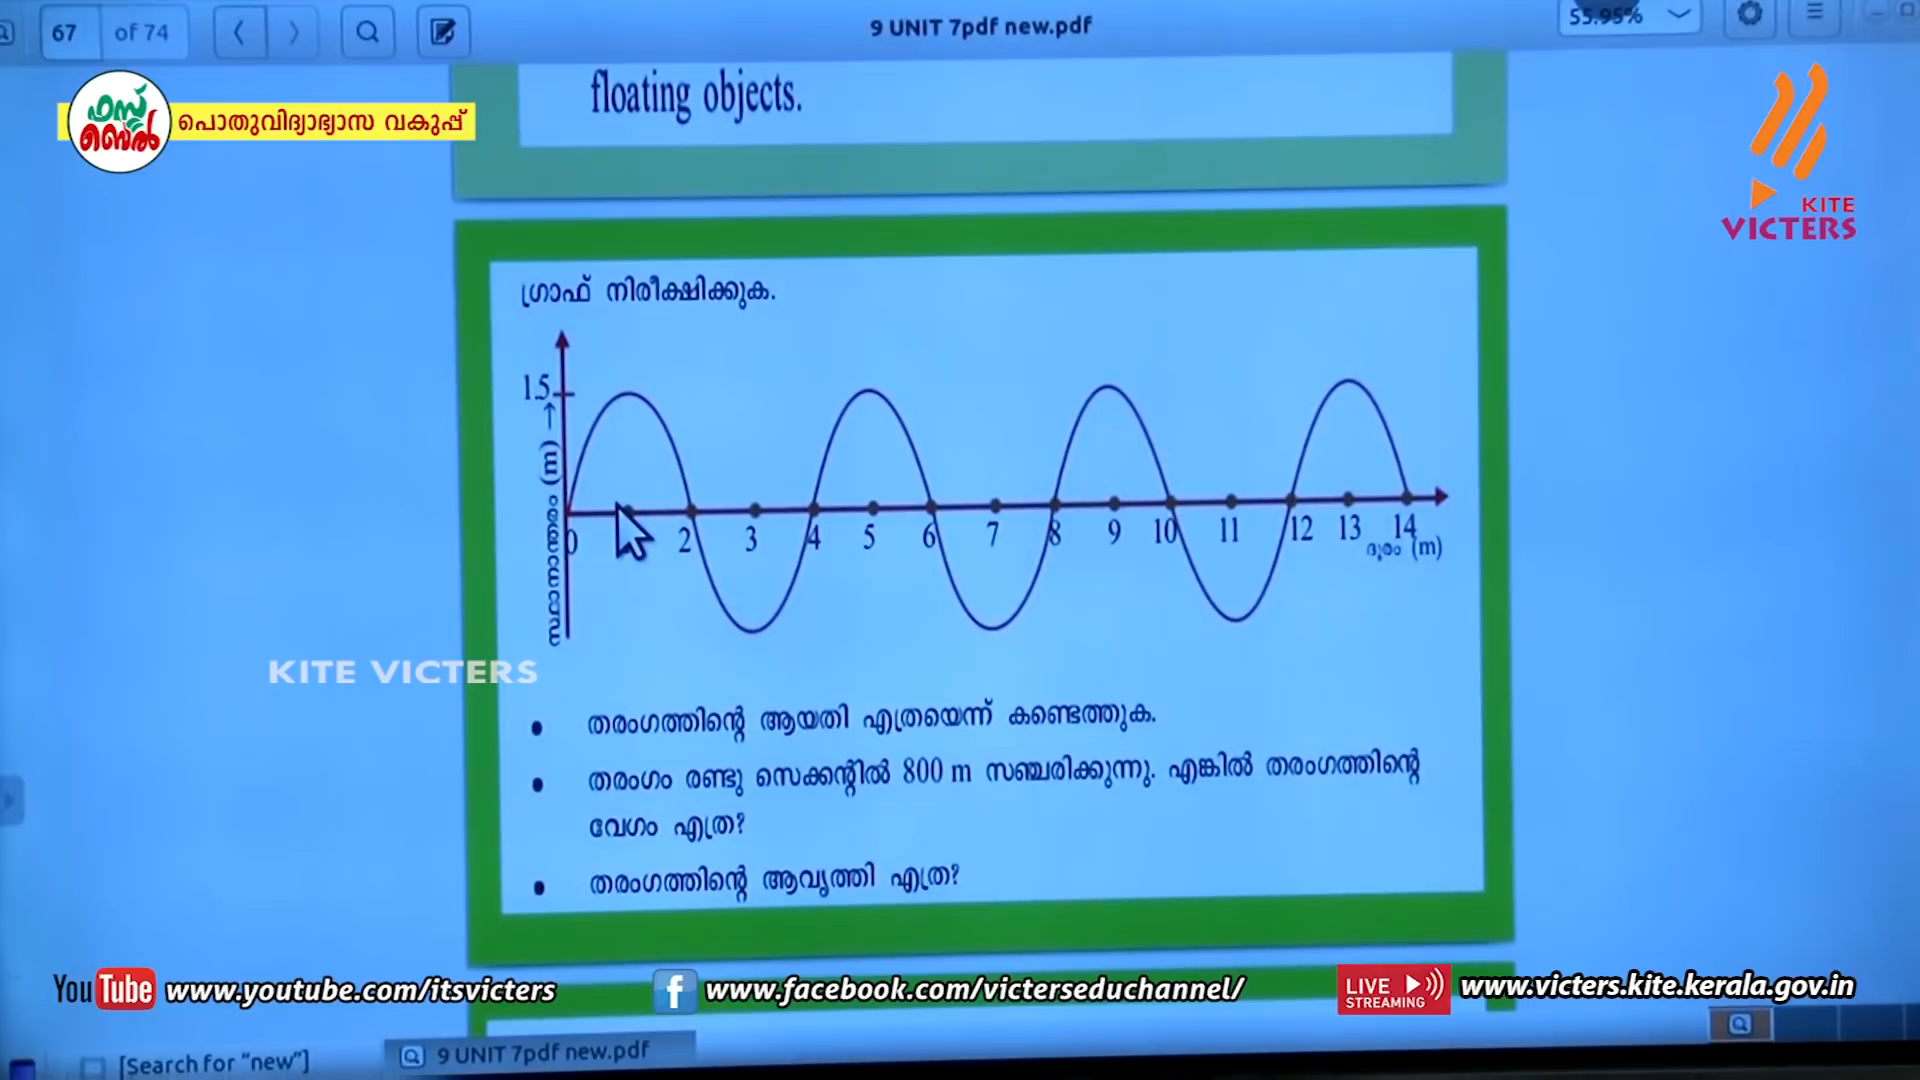 67 of 74
9 UNIT 7pdf new.pdf
55.95%
ഫസ്റ്റ്
ബെൽ
പൊതുവിദ്യാഭ്യാസ വകുപ്പ്
floating objects.
KITE
VICTERS
ഗ്രാഫ് നിരീക്ഷിക്കുക.
1.5
സ്ഥാനാന്തരം (m)
0 2 3 4 5 6 7 8 9 10 11 12 13 14
ദൂരം (m)
KITE VICTERS
• തരംഗത്തിന്റെ ആയതി എത്രയെന്ന് കണ്ടെത്തുക.
• തരംഗം രണ്ടു സെക്കന്റിൽ 800 m സഞ്ചരിക്കുന്നു. എങ്കിൽ തരംഗത്തിന്റെ
വേഗം എത്ര?
• തരംഗത്തിന്റെ ആവൃത്തി എത്ര?
YouTube www.youtube.com/itsvicters
f www.facebook.com/victerseduchannel/
LIVE
STREAMING
www.victers.kite.kerala.gov.in
[Search for "new"]
9 UNIT 7pdf new.pdf